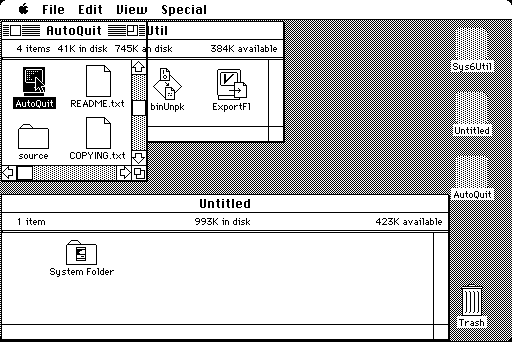 File Edit View Special
AutoQuit
Util
4 items 41K in disk 745K a
n disk 384K available
AutoQuit
README.txt
binUnpk
ExportFl
source
COPYING.txt
Sys6Util
Untitled
AutoQuit
Untitled
1 item 993K in disk 423K available
System Folder
Trash